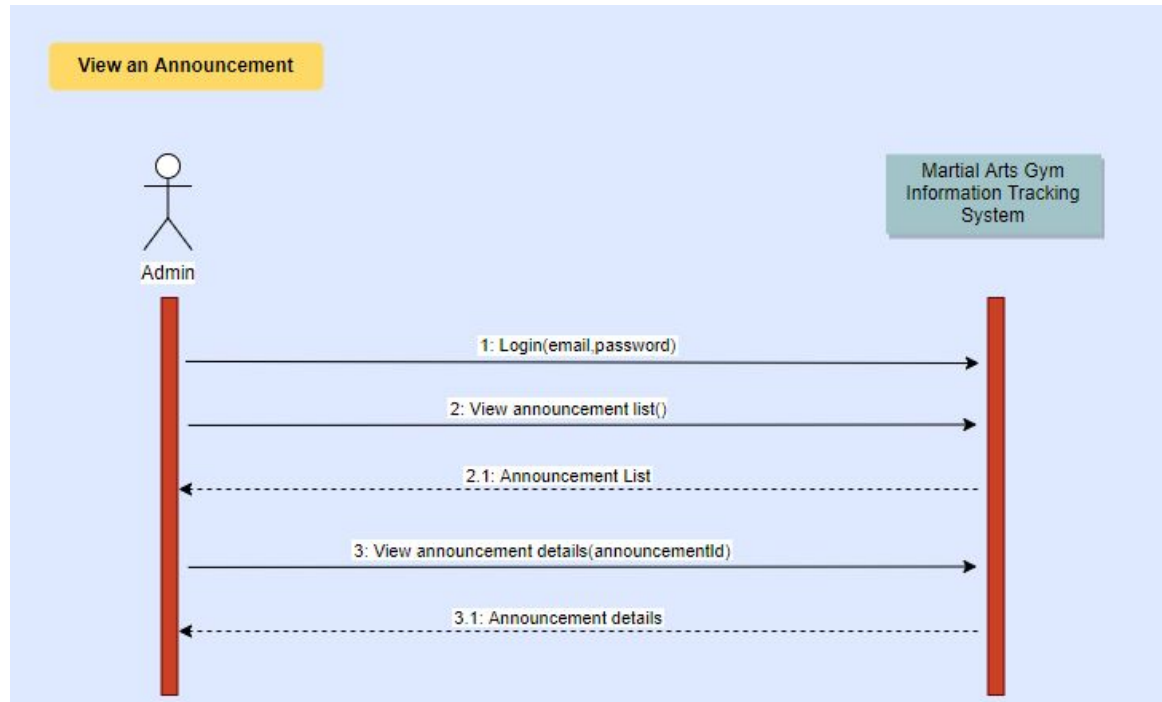 View an Announcement
Martial Arts Gym
Information Tracking
System
Admin
1: Login(email,password)
2: View announcement list()
2.1: Announcement List
3: View announcement details(announcementId)
3.1: Announcement details